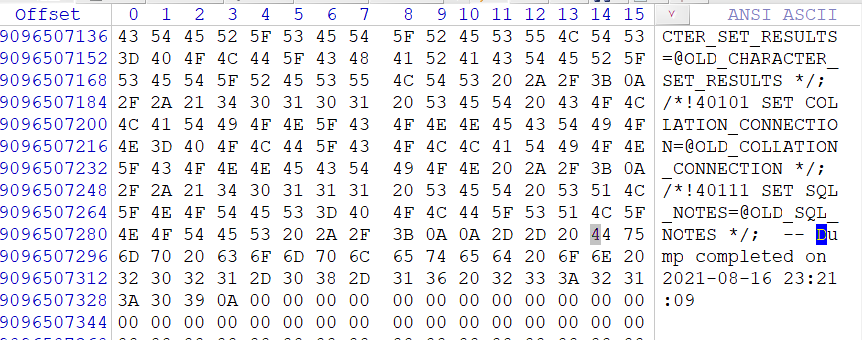 Offset 0 1 2 3 4 5 6 7 8 9 10 11 12 13 14 15 ˅ ANSI ASCII
9096507136 43 54 45 52 5F 53 45 54 5F 52 45 53 55 4C 54 53 CTER_SET_RESULTS
9096507152 3D 40 4F 4C 44 5F 43 48 41 52 41 43 54 45 52 5F =@OLD_CHARACTER_
9096507168 53 45 54 5F 52 45 53 55 4C 54 53 20 2A 2F 3B 0A SET_RESULTS */;
9096507184 2F 2A 21 34 30 31 30 31 20 53 45 54 20 43 4F 4C /*!40101 SET COL
9096507200 4C 41 54 49 4F 4E 5F 43 4F 4E 4E 45 43 54 49 4F LATION_CONNECTIO
9096507216 4E 3D 40 4F 4C 44 5F 43 4F 4C 4C 41 54 49 4F 4E N=@OLD_COLLATION
9096507232 5F 43 4F 4E 4E 45 43 54 49 4F 4E 20 2A 2F 3B 0A _CONNECTION */;
9096507248 2F 2A 21 34 30 31 31 31 20 53 45 54 20 53 51 4C /*!40111 SET SQL
9096507264 5F 4E 4F 54 45 53 3D 40 4F 4C 44 5F 53 51 4C 5F _NOTES=@OLD_SQL_
9096507280 4E 4F 54 45 53 20 2A 2F 3B 0A 0A 2D 2D 20 44 75 NOTES */; -- Du
9096507296 6D 70 20 63 6F 6D 70 6C 65 74 65 64 20 6F 6E 20 mp completed on
9096507312 32 30 32 31 2D 30 38 2D 31 36 20 32 33 3A 32 31 2021-08-16 23:21
9096507328 3A 30 39 0A 00 00 00 00 00 00 00 00 00 00 00 00 :09
9096507344 00 00 00 00 00 00 00 00 00 00 00 00 00 00 00 00